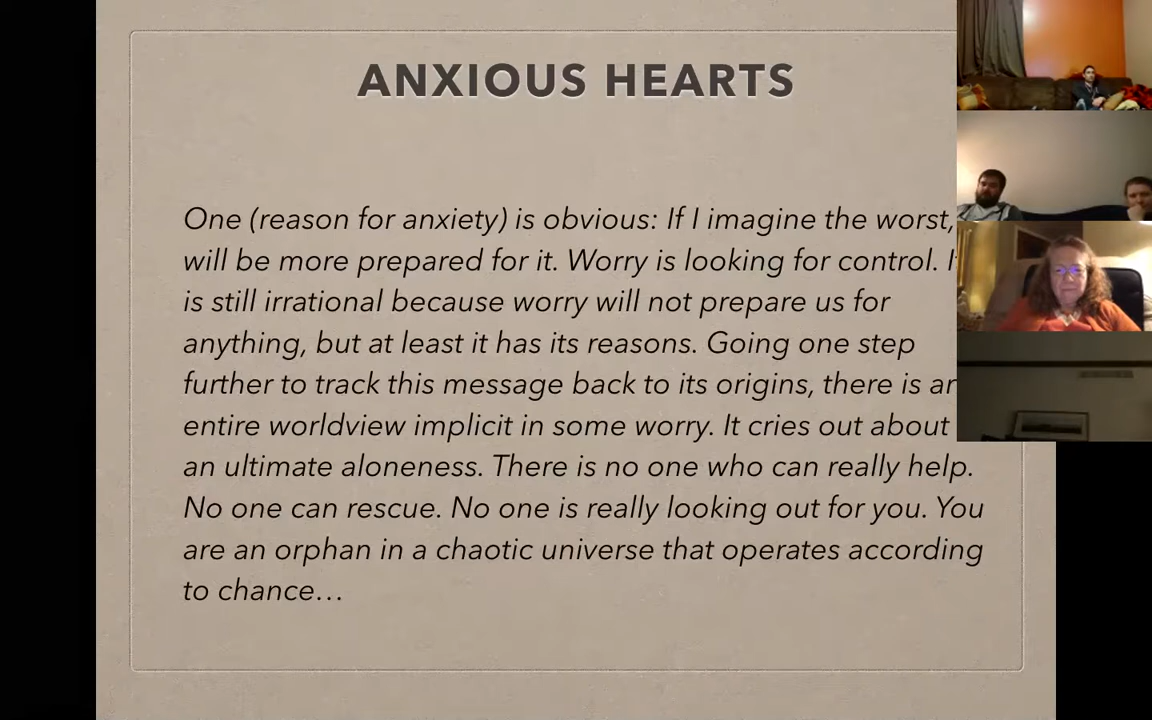 ANXIOUS HEARTS
One (reason for anxiety) is obvious: If I imagine the worst,
will be more prepared for it. Worry is looking for control.
is still irrational because worry will not prepare us for
anything, but at least it has its reasons. Going one step
further to track this message back to its origins, there is
entire worldview implicit in some worry. It cries out about
an ultimate aloneness. There is no one who can really help.
No one can rescue. No one is really looking out for you. You
are an orphan in a chaotic universe that operates according
to chance…